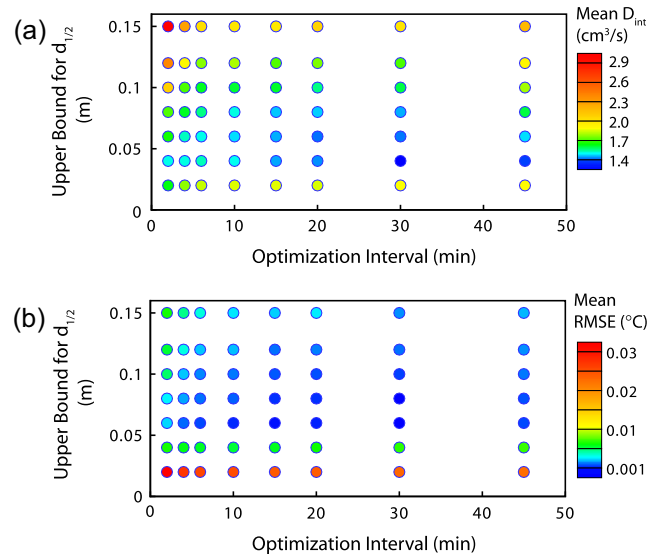 (a)
Mean D_int
(cm³/s)
2.9
2.6
2.3
2.0
1.7
1.4
Upper Bound for d_1/2
(m)
0.15
0.1
0.05
0
0 10 20 30 40 50
Optimization Interval (min)
(b)
Mean
RMSE (°C)
0.03
0.01
0.001
Upper Bound for d_1/2
(m)
0.15
0.1
0.05
0
0 10 20 30 40 50
Optimization Interval (min)